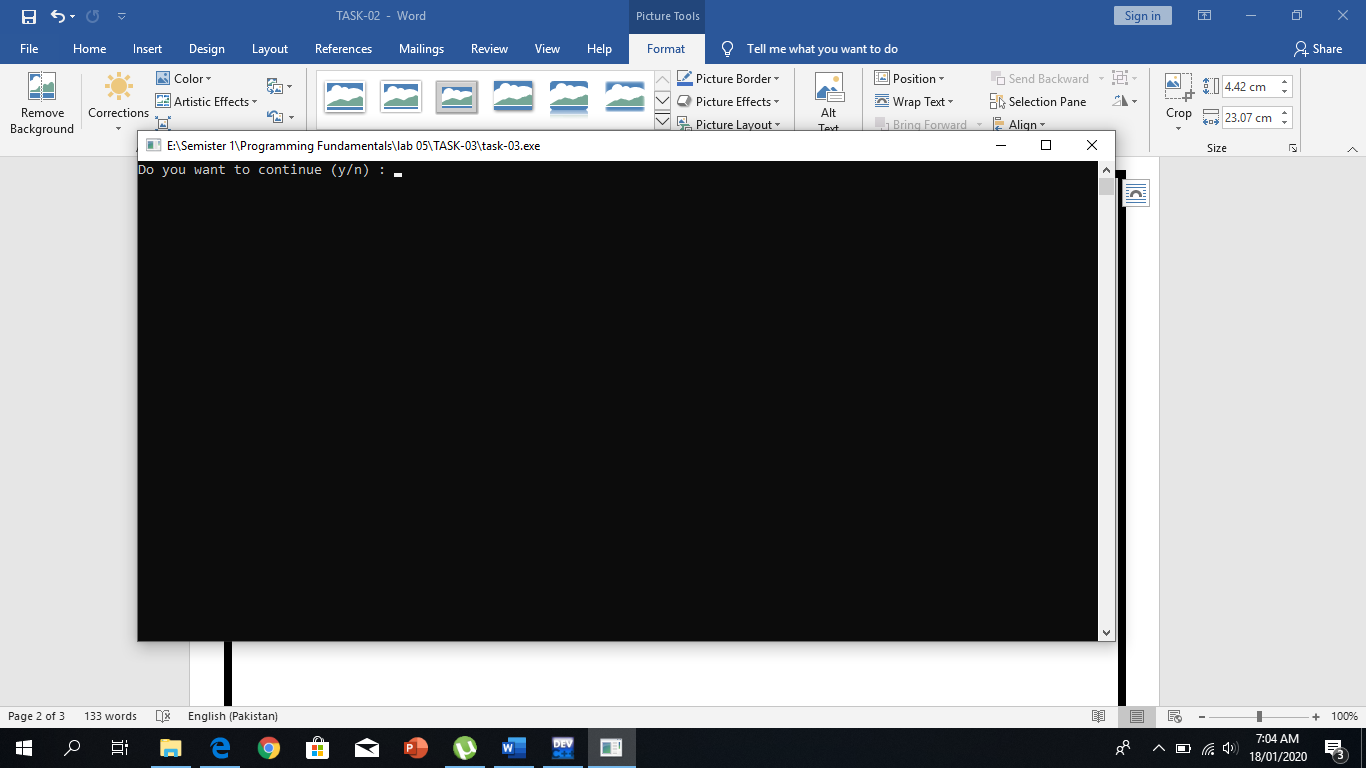 TASK-02 - Word
Picture Tools
Sign in
File Home Insert Design Layout References Mailings Review View Help Format Tell me what you want to do Share
Remove Background
Corrections
Color
Artistic Effects
Picture Border
Picture Effects
Picture Layout
Alt Text
Position
Wrap Text
Bring Forward
Send Backward
Selection Pane
Align
Crop
4.42 cm
23.07 cm
Size
E:\Semister 1\Programming Fundamentals\lab 05\TASK-03\task-03.exe
Do you want to continue (y/n) :
Page 2 of 3 133 words English (Pakistan) 100%
DEV
7:04 AM
18/01/2020
3